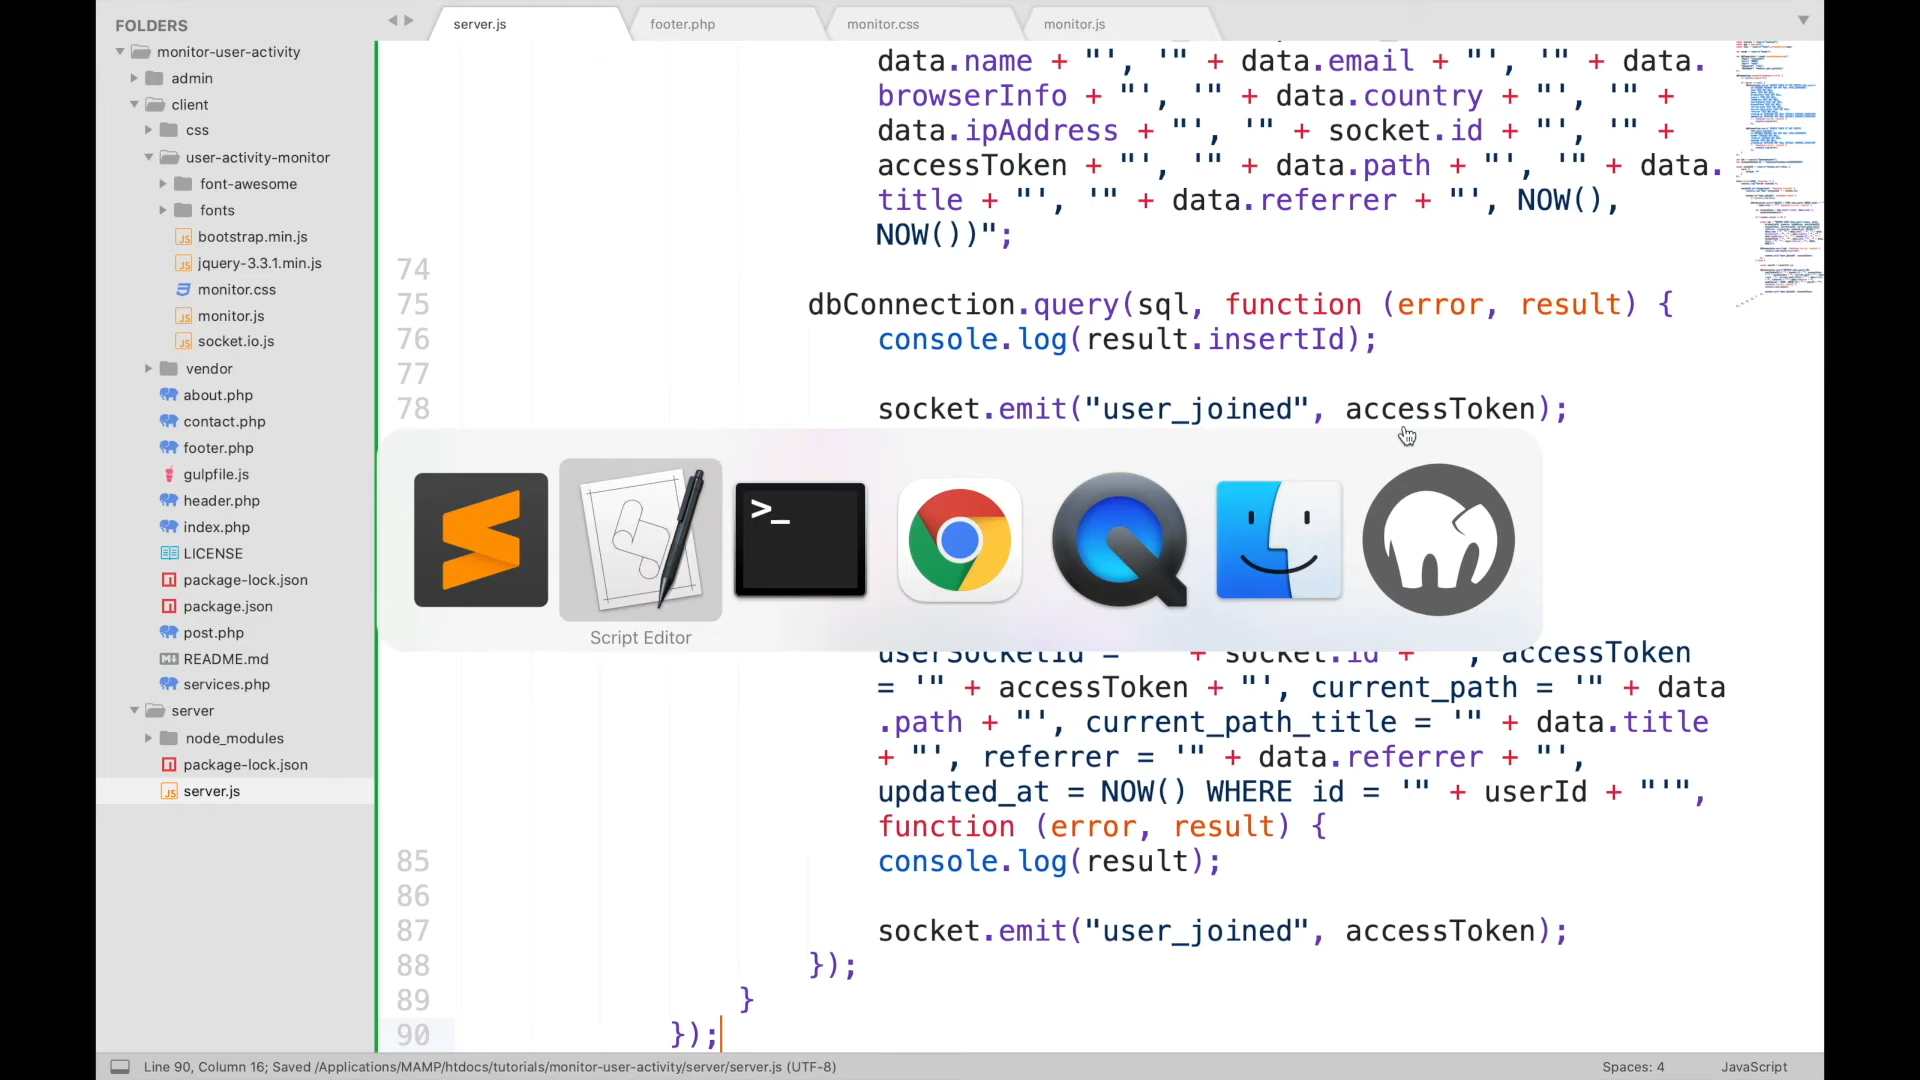 FOLDERS
monitor-user-activity
admin
client
css
user-activity-monitor
font-awesome
fonts
bootstrap.min.js
jquery-3.3.1.min.js
monitor.css
monitor.js
socket.io.js
vendor
about.php
contact.php
footer.php
gulpfile.js
header.php
index.php
LICENSE
package-lock.json
package.json
post.php
README.md
services.php
server
node_modules
package-lock.json
server.js
server.js
footer.php
monitor.css
monitor.js
data.name + "', '" + data.email + "', '" + data.
browserInfo + "', '" + data.country + "', '" +
data.ipAddress + "', '" + socket.id + "', '" +
accessToken + "', '" + data.path + "', '" + data.
title + "', '" + data.referrer + "', NOW(),
NOW())";
74
75 dbConnection.query(sql, function (error, result) {
76 console.log(result.insertId);
77
78 socket.emit("user_joined", accessToken);
>_
Script Editor
userSocketId = '" + socket.id + "', accessToken
= '" + accessToken + "', current_path = '" + data
.path + "', current_path_title = '" + data.title
+ "', referrer = '" + data.referrer + "',
updated_at = NOW() WHERE id = '" + userId + "'",
function (error, result) {
85 console.log(result);
86
87 socket.emit("user_joined", accessToken);
88 });
89 }
90 });
Line 90, Column 16; Saved /Applications/MAMP/htdocs/tutorials/monitor-user-activity/server/server.js (UTF-8)
Spaces: 4
JavaScript